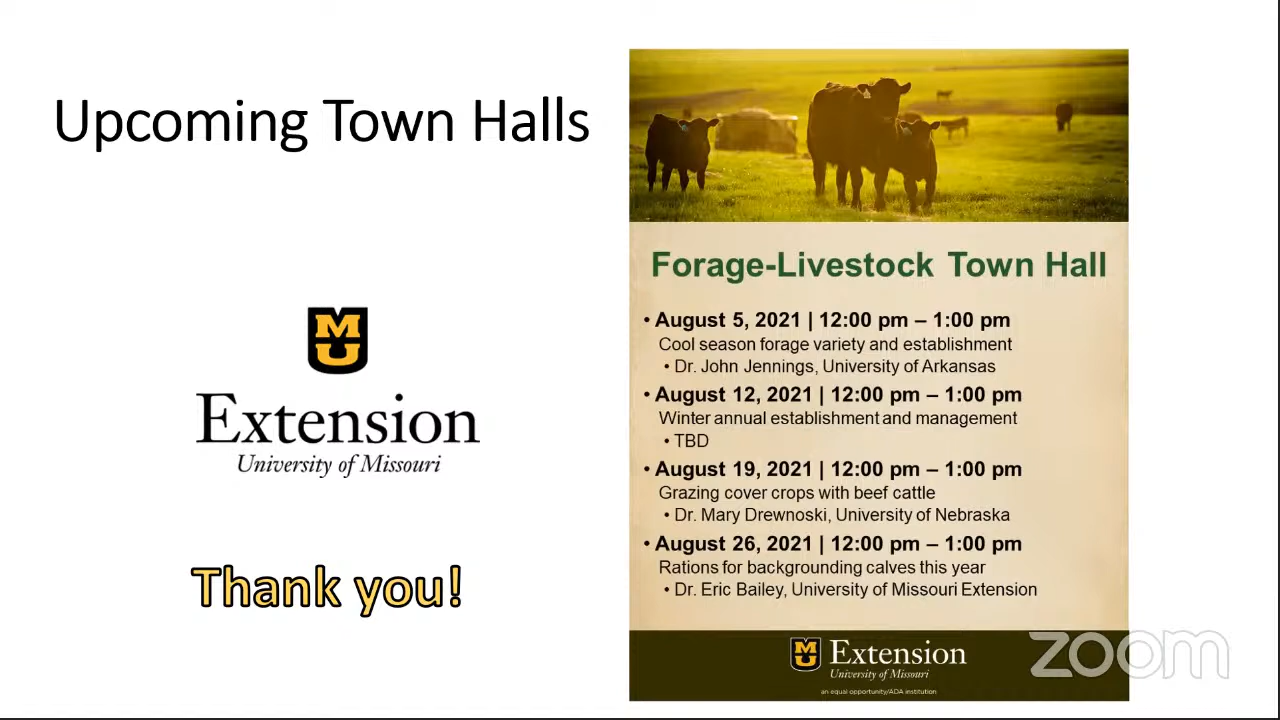 Upcoming Town Halls
MU
Extension
University of Missouri
Thank you!
Forage-Livestock Town Hall
• August 5, 2021 | 12:00 pm – 1:00 pm
Cool season forage variety and establishment
• Dr. John Jennings, University of Arkansas
• August 12, 2021 | 12:00 pm – 1:00 pm
Winter annual establishment and management
• TBD
• August 19, 2021 | 12:00 pm – 1:00 pm
Grazing cover crops with beef cattle
• Dr. Mary Drewnoski, University of Nebraska
• August 26, 2021 | 12:00 pm – 1:00 pm
Rations for backgrounding calves this year
• Dr. Eric Bailey, University of Missouri Extension
MU Extension
University of Missouri
an equal opportunity/ADA institution
zoom